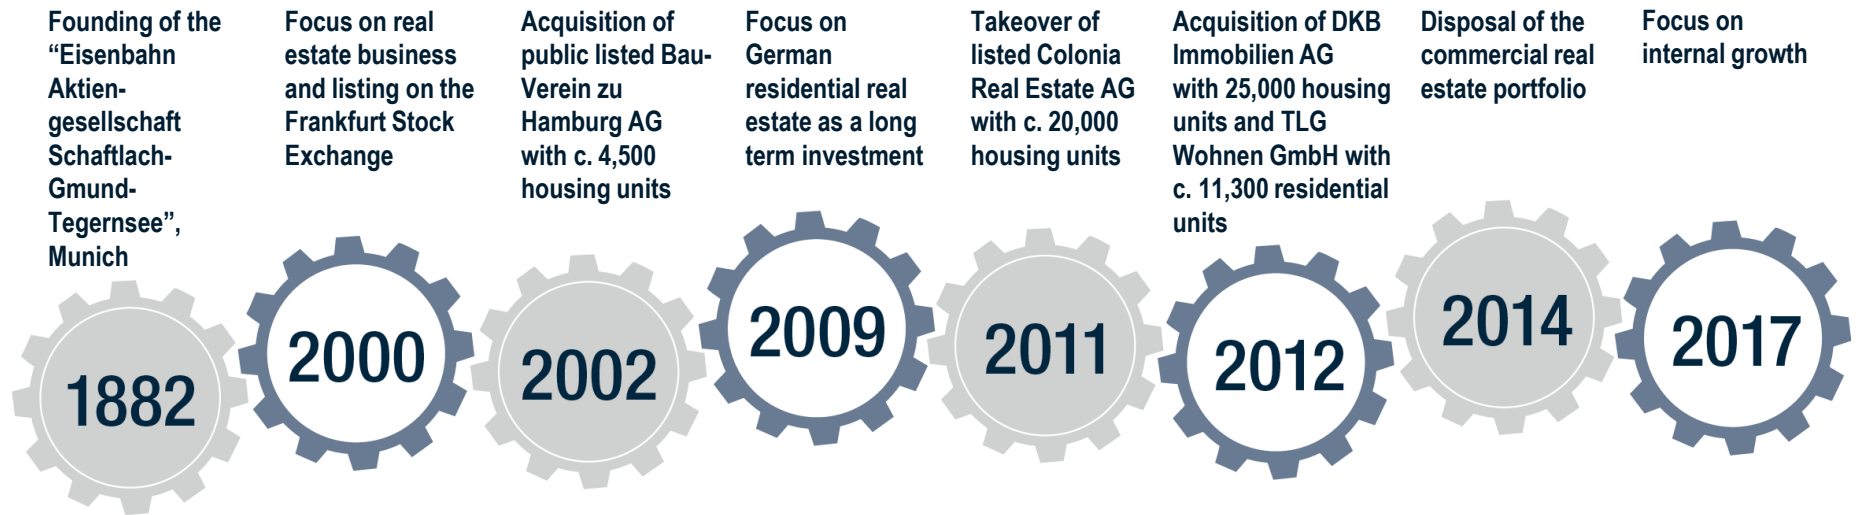 Founding of the
“Eisenbahn
Aktien-
gesellschaft
Schaftlach-
Gmund-
Tegernsee”,
Munich
1882
Focus on real
estate business
and listing on the
Frankfurt Stock
Exchange
2000
Acquisition of
public listed Bau-
Verein zu
Hamburg AG
with c. 4,500
housing units
2002
Focus on
German
residential real
estate as a long
term investment
2009
Takeover of
listed Colonia
Real Estate AG
with c. 20,000
housing units
2011
Acquisition of DKB
Immobilien AG
with 25,000 housing
units and TLG
Wohnen GmbH with
c. 11,300 residential
units
2012
Disposal of the
commercial real
estate portfolio
2014
Focus on
internal growth
2017